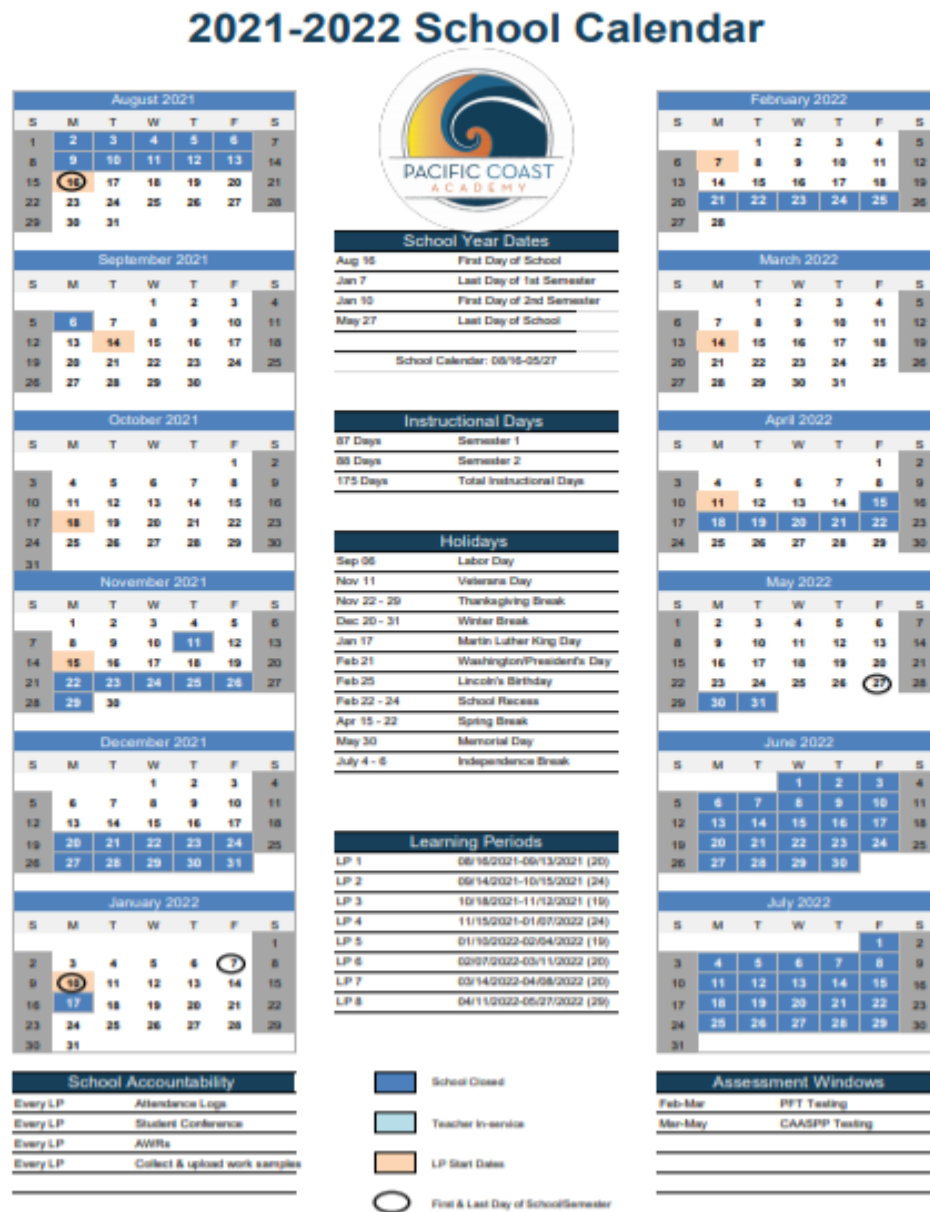 2021-2022 School Calendar
PACIFIC COAST
ACADEMY
August 2021
S M T W T F S
1 2 3 4 5 6 7
8 9 10 11 12 13 14
15 16 17 18 19 20 21
22 23 24 25 26 27 28
29 30 31
September 2021
S M T W T F S
1 2 3 4
5 6 7 8 9 10 11
12 13 14 15 16 17 18
19 20 21 22 23 24 25
26 27 28 29 30
October 2021
S M T W T F S
1 2
3 4 5 6 7 8 9
10 11 12 13 14 15 16
17 18 19 20 21 22 23
24 25 26 27 28 29 30
31
November 2021
S M T W T F S
1 2 3 4 5 6
7 8 9 10 11 12 13
14 15 16 17 18 19 20
21 22 23 24 25 26 27
28 29 30
December 2021
S M T W T F S
1 2 3 4
5 6 7 8 9 10 11
12 13 14 15 16 17 18
19 20 21 22 23 24 25
26 27 28 29 30 31
January 2022
S M T W T F S
1
2 3 4 5 6 7 8
9 10 11 12 13 14 15
16 17 18 19 20 21 22
23 24 25 26 27 28 29
30 31
School Accountability
Every LP Attendance Logs
Every LP Student Conference
Every LP AWRs
Every LP Collect & upload work samples
School Year Dates
Aug 16 First Day of School
Jan 7 Last Day of 1st Semester
Jan 10 First Day of 2nd Semester
May 27 Last Day of School
School Calendar: 08/16-05/27
Instructional Days
87 Days Semester 1
88 Days Semester 2
175 Days Total Instructional Days
Holidays
Sep 06 Labor Day
Nov 11 Veterans Day
Nov 22 - 29 Thanksgiving Break
Dec 20 - 31 Winter Break
Jan 17 Martin Luther King Day
Feb 21 Washington/President's Day
Feb 25 Lincoln's Birthday
Feb 22 - 24 School Recess
Apr 15 - 22 Spring Break
May 30 Memorial Day
July 4 - 6 Independence Break
Learning Periods
LP 1 08/16/2021-09/13/2021 (20)
LP 2 09/14/2021-10/15/2021 (24)
LP 3 10/18/2021-11/12/2021 (19)
LP 4 11/15/2021-01/07/2022 (24)
LP 5 01/10/2022-02/04/2022 (19)
LP 6 02/07/2022-03/11/2022 (20)
LP 7 03/14/2022-04/08/2022 (20)
LP 8 04/11/2022-05/27/2022 (29)
School Closed
Teacher In-service
LP Start Dates
First & Last Day of School/Semester
February 2022
S M T W T F S
1 2 3 4 5
6 7 8 9 10 11 12
13 14 15 16 17 18 19
20 21 22 23 24 25 26
27 28
March 2022
S M T W T F S
1 2 3 4 5
6 7 8 9 10 11 12
13 14 15 16 17 18 19
20 21 22 23 24 25 26
27 28 29 30 31
April 2022
S M T W T F S
1 2
3 4 5 6 7 8 9
10 11 12 13 14 15 16
17 18 19 20 21 22 23
24 25 26 27 28 29 30
May 2022
S M T W T F S
1 2 3 4 5 6 7
8 9 10 11 12 13 14
15 16 17 18 19 20 21
22 23 24 25 26 27 28
29 30 31
June 2022
S M T W T F S
1 2 3 4
5 6 7 8 9 10 11
12 13 14 15 16 17 18
19 20 21 22 23 24 25
26 27 28 29 30
July 2022
S M T W T F S
1 2
3 4 5 6 7 8 9
10 11 12 13 14 15 16
17 18 19 20 21 22 23
24 25 26 27 28 29 30
31
Assessment Windows
Feb-Mar PFT Testing
Mar-May CAASPP Testing